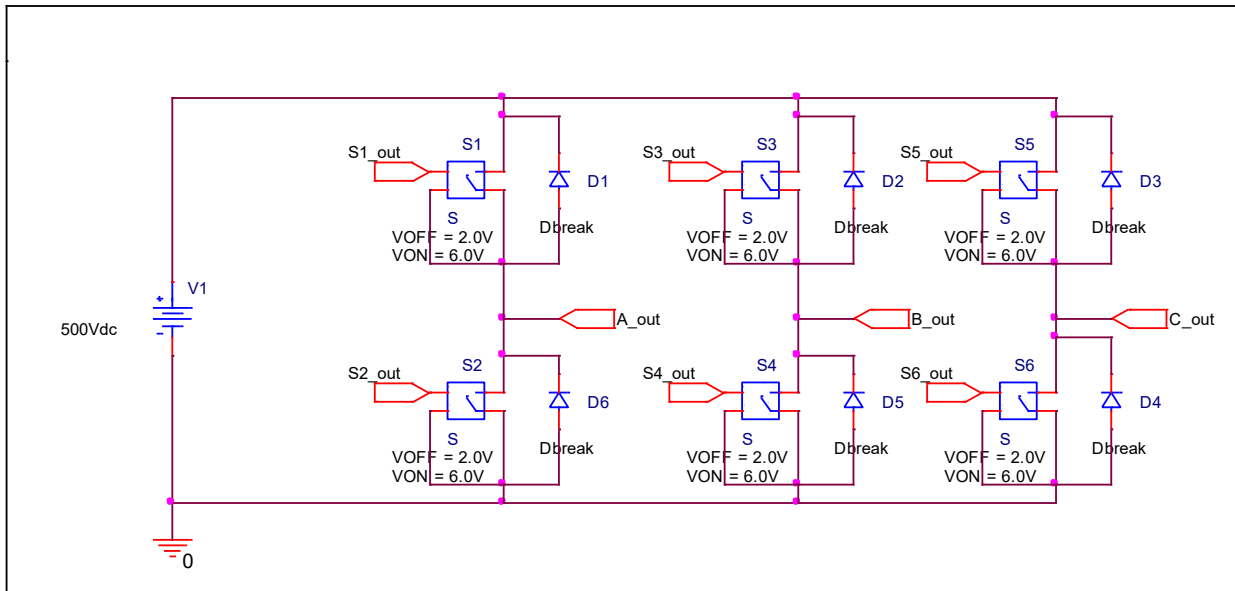 S1
S3
S5
S1_out
S3_out
S5_out
D1
D2
D3
S
S
S
Dbreak
Dbreak
Dbreak
VOFF = 2.0V
VOFF = 2.0V
VOFF = 2.0V
VON = 6.0V
VON = 6.0V
VON = 6.0V
V1
+
500Vdc
-
A_out
B_out
C_out
S2
S4
S6
S2_out
S4_out
S6_out
D6
D5
D4
S
S
S
Dbreak
Dbreak
Dbreak
VOFF = 2.0V
VOFF = 2.0V
VOFF = 2.0V
VON = 6.0V
VON = 6.0V
VON = 6.0V
0